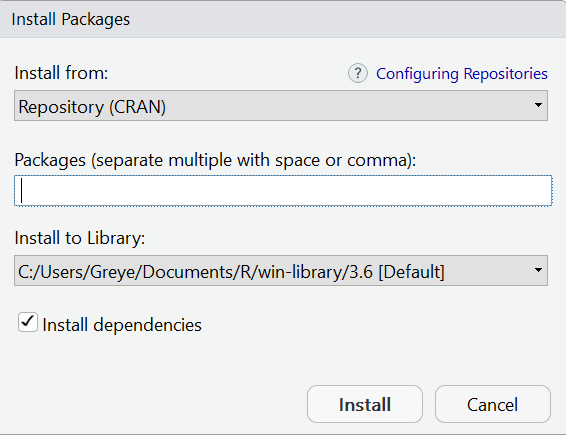 Install Packages
Install from:
? Configuring Repositories
Repository (CRAN)
Packages (separate multiple with space or comma):
Install to Library:
C:/Users/Greye/Documents/R/win-library/3.6 [Default]
Install dependencies
Install
Cancel